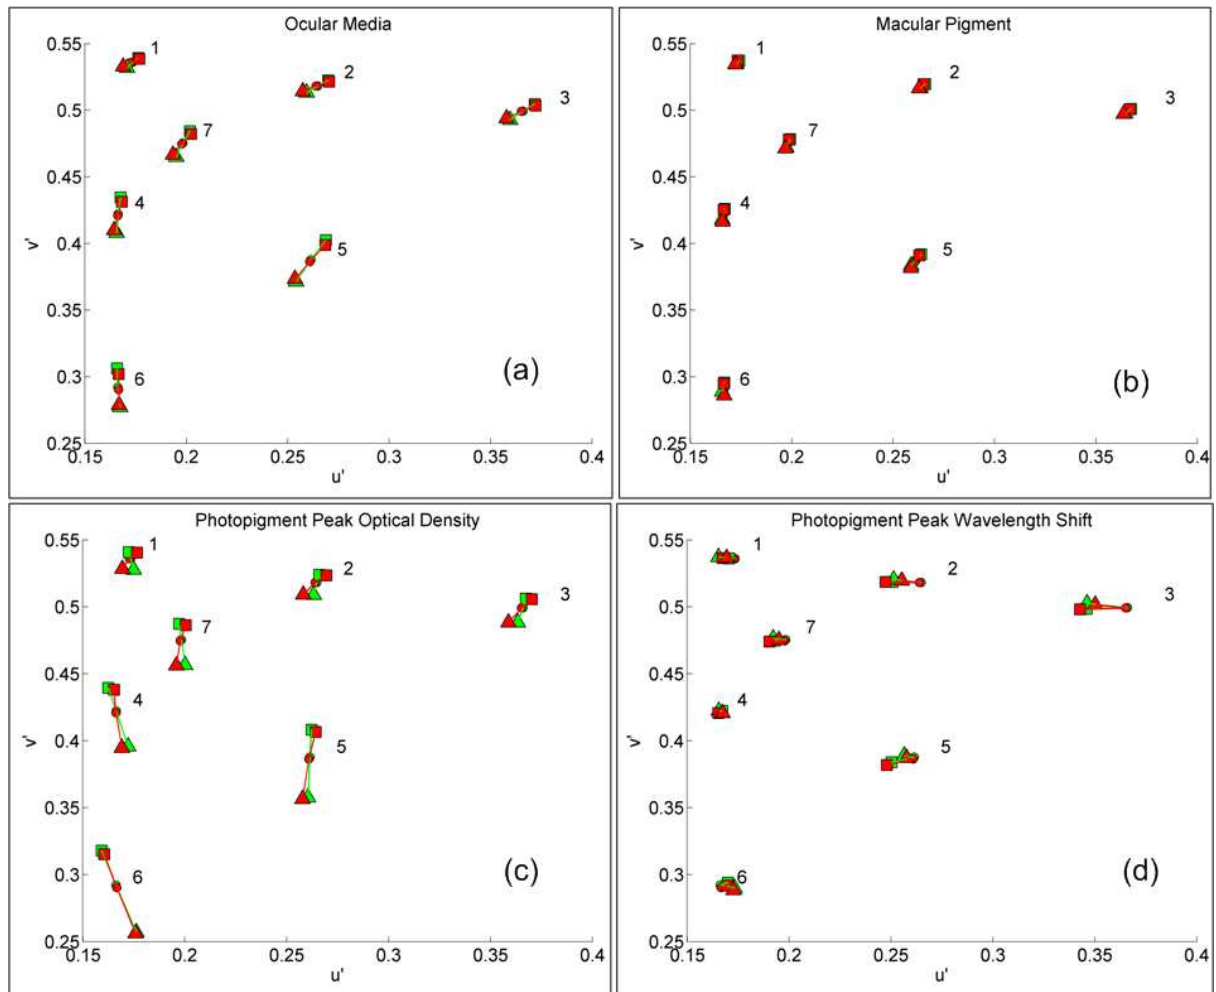 Ocular Media
0.55
0.5
0.45
0.4
0.35
0.3
0.25
v'
0.15 0.2 0.25 0.3 0.35 0.4
u'
1
2
3
7
4
5
6
(a)
Macular Pigment
0.55
0.5
0.45
0.4
0.35
0.3
0.25
v'
0.15 0.2 0.25 0.3 0.35 0.4
u'
1
2
3
7
4
5
6
(b)
Photopigment Peak Optical Density
0.55
0.5
0.45
0.4
0.35
0.3
0.25
v'
0.15 0.2 0.25 0.3 0.35 0.4
u'
1
2
3
7
4
5
6
(c)
Photopigment Peak Wavelength Shift
0.55
0.5
0.45
0.4
0.35
0.3
0.25
v'
0.15 0.2 0.25 0.3 0.35 0.4
u'
1
2
3
7
4
5
6
(d)